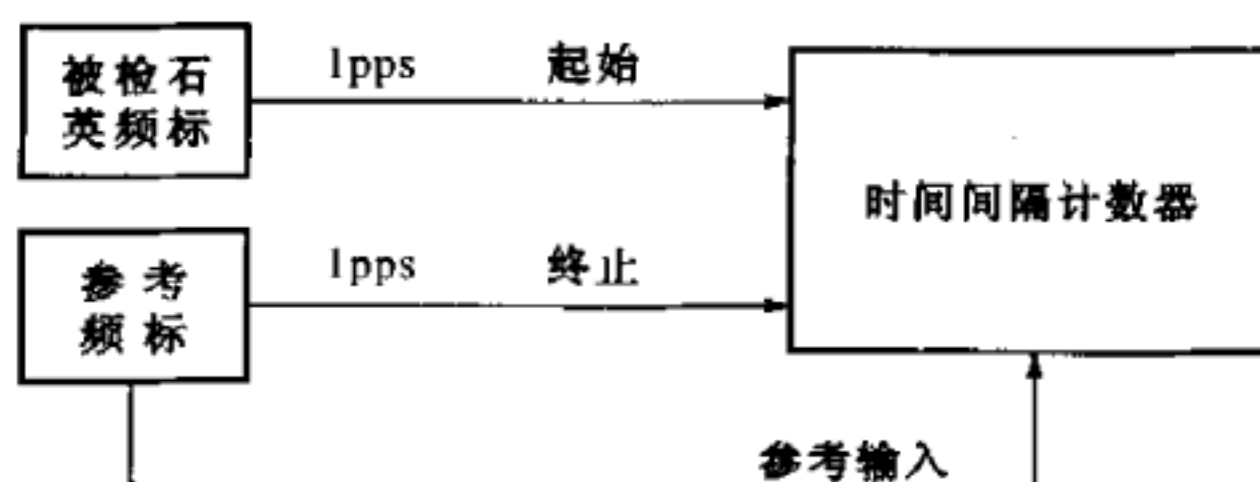 被检石
英频标
1pps
起始
时间间隔计数器
参考
频标
1pps
终止
参考输入